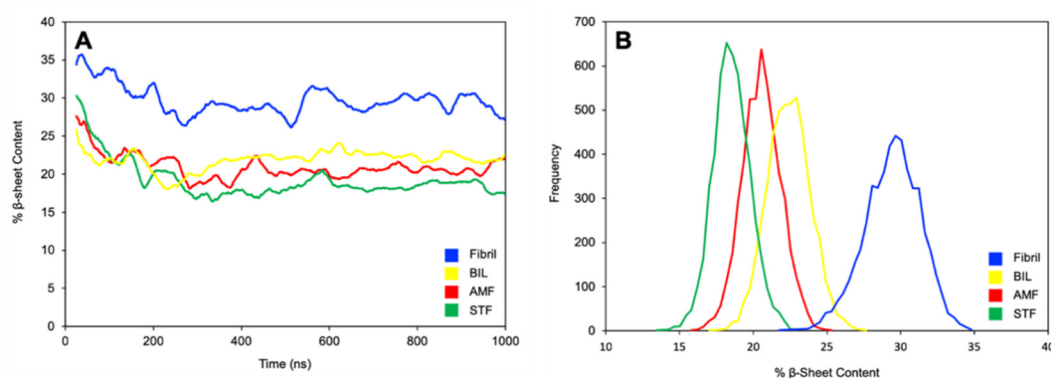 A
% β-sheet Content
40
35
30
25
20
15
10
5
0
0
200
400
600
800
1000
Time (ns)
Fibril
BIL
AMF
STF
B
Frequency
700
600
500
400
300
200
100
0
10
15
20
25
30
35
40
% β-Sheet Content
Fibril
BIL
AMF
STF